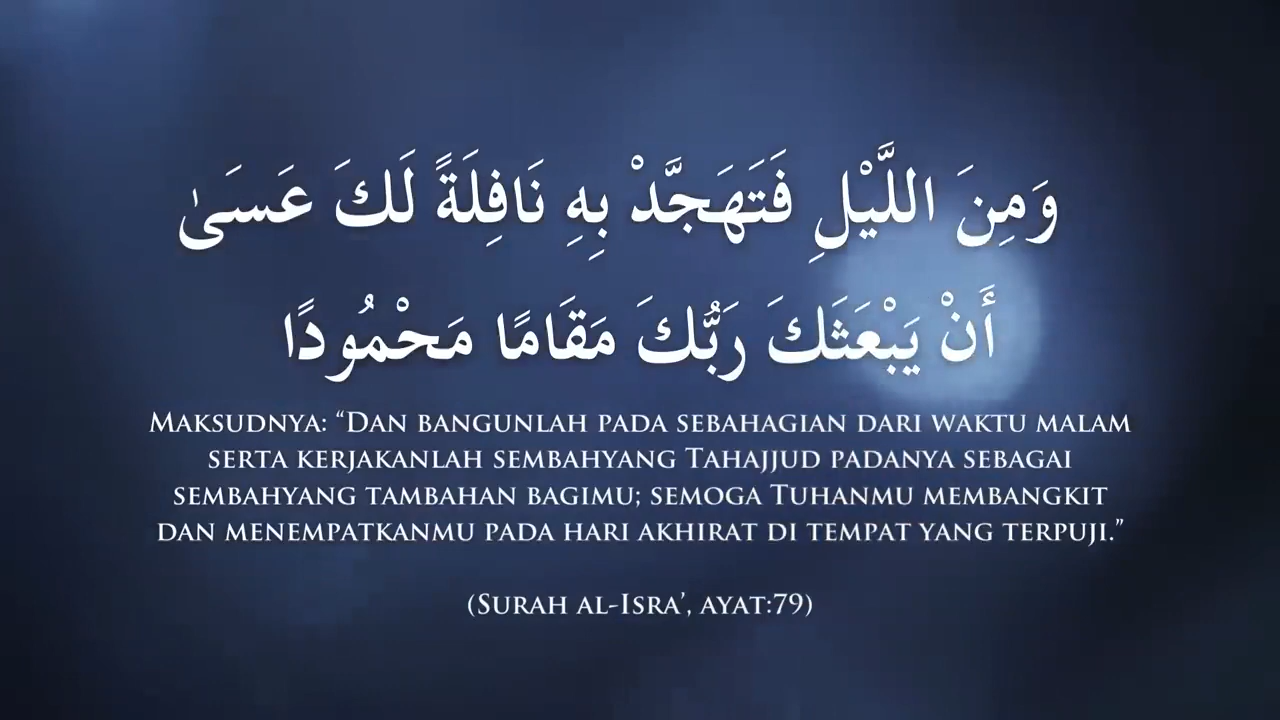 وَمِنَ اللَّيْلِ فَتَهَجَّدْ بِهِ نَافِلَةً لَكَ عَسَىٰ
أَنْ يَبْعَثَكَ رَبُّكَ مَقَامًا مَحْمُودًا
Maksudnya: “Dan bangunlah pada sebahagian dari waktu malam
serta kerjakanlah sembahyang Tahajjud padanya sebagai
sembahyang tambahan bagimu; semoga Tuhanmu membangkit
dan menempatkanmu pada hari akhirat di tempat yang terpuji.”
(Surah al-Isra’, ayat:79)